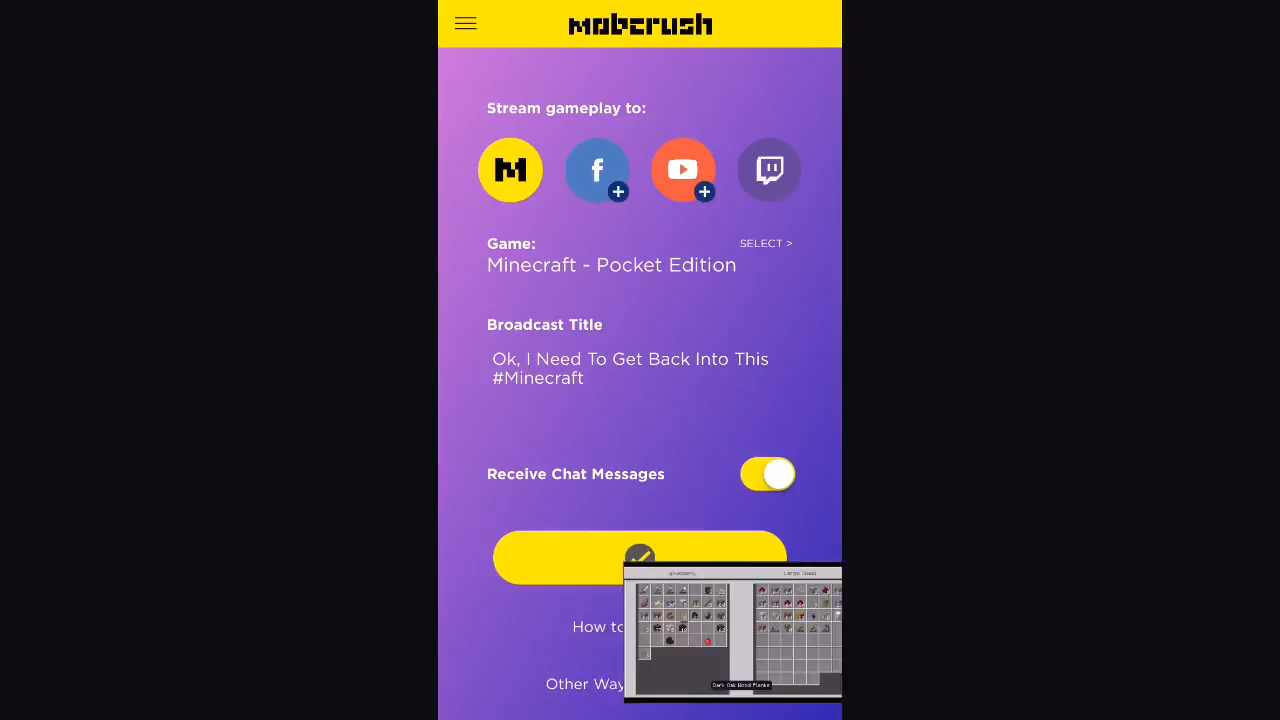 mobcrush
Stream gameplay to:
Game:
SELECT >
Minecraft - Pocket Edition
Broadcast Title
Ok, I Need To Get Back Into This
#Minecraft
Receive Chat Messages
How to
Other Way
Dark Oak Wood Planks